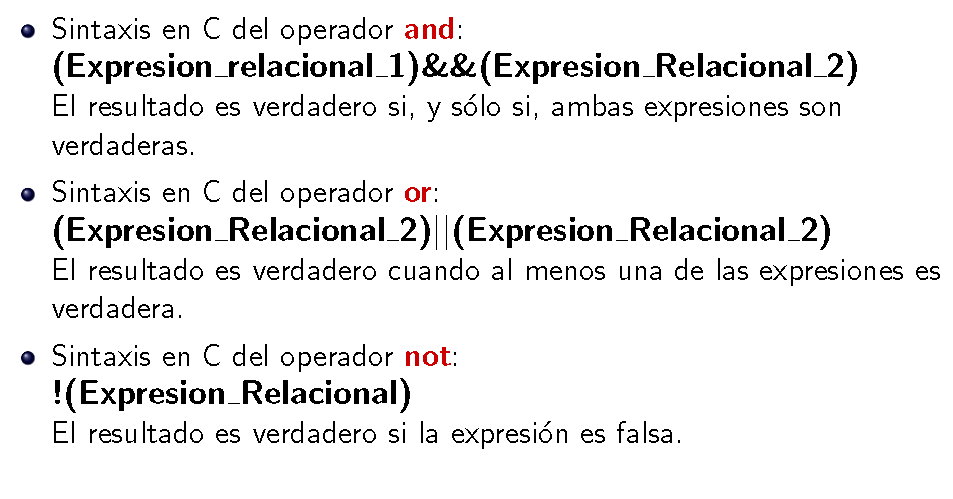 Sintaxis en C del operador and:
(Expresion_relacional_1)&&(Expresion_Relacional_2)
El resultado es verdadero si, y sólo si, ambas expresiones son
verdaderas.
Sintaxis en C del operador or:
(Expresion_Relacional_2)||(Expresion_Relacional_2)
El resultado es verdadero cuando al menos una de las expresiones es
verdadera.
Sintaxis en C del operador not:
!(Expresion_Relacional)
El resultado es verdadero si la expresión es falsa.